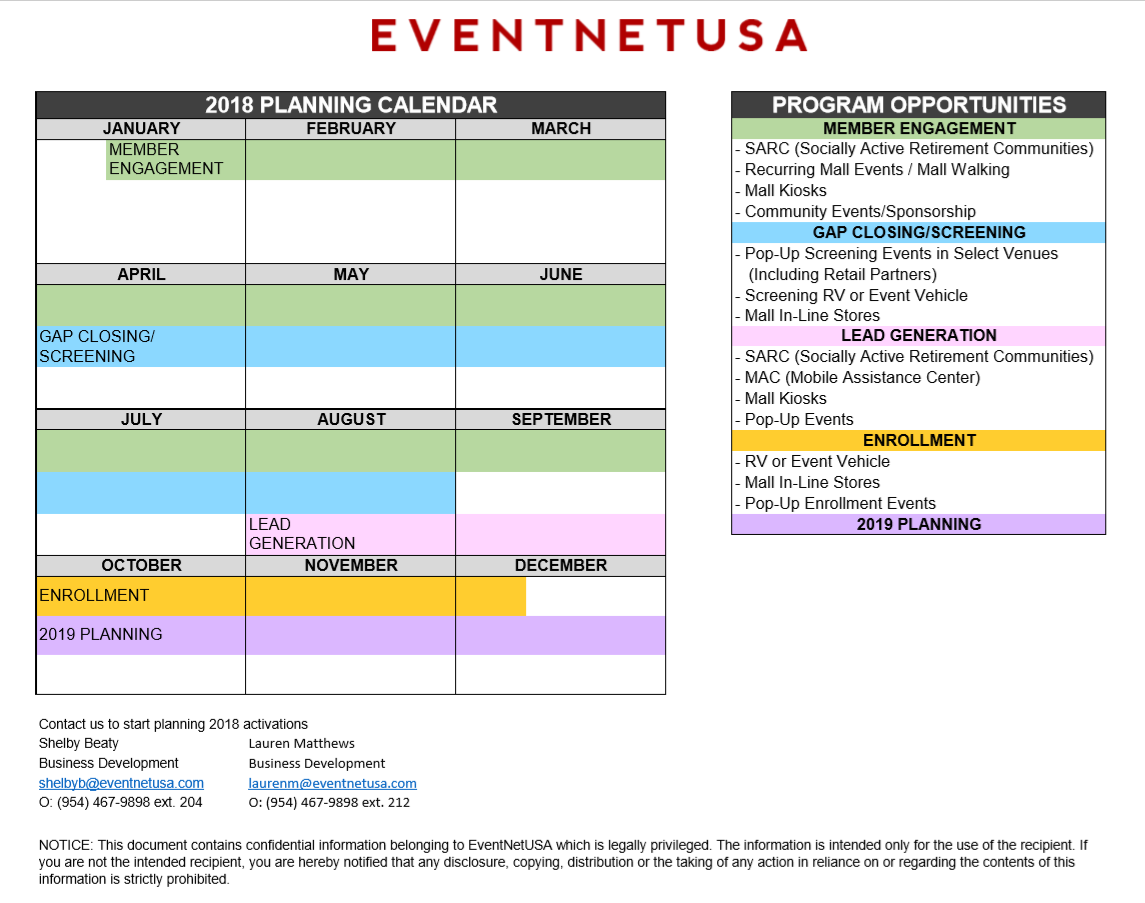 EVENTNETUSA
2018 PLANNING CALENDAR
JANUARY FEBRUARY MARCH
MEMBER
ENGAGEMENT
APRIL MAY JUNE
GAP CLOSING/
SCREENING
JULY AUGUST SEPTEMBER
LEAD
GENERATION
OCTOBER NOVEMBER DECEMBER
ENROLLMENT
2019 PLANNING
PROGRAM OPPORTUNITIES
MEMBER ENGAGEMENT
- SARC (Socially Active Retirement Communities)
- Recurring Mall Events / Mall Walking
- Mall Kiosks
- Community Events/Sponsorship
GAP CLOSING/SCREENING
- Pop-Up Screening Events in Select Venues
(Including Retail Partners)
- Screening RV or Event Vehicle
- Mall In-Line Stores
LEAD GENERATION
- SARC (Socially Active Retirement Communities)
- MAC (Mobile Assistance Center)
- Mall Kiosks
- Pop-Up Events
ENROLLMENT
- RV or Event Vehicle
- Mall In-Line Stores
- Pop-Up Enrollment Events
2019 PLANNING
Contact us to start planning 2018 activations
Shelby Beaty
Business Development
shelbyb@eventnetusa.com
O: (954) 467-9898 ext. 204
Lauren Matthews
Business Development
laurenm@eventnetusa.com
O: (954) 467-9898 ext. 212
NOTICE: This document contains confidential information belonging to EventNetUSA which is legally privileged. The information is intended only for the use of the recipient. If
you are not the intended recipient, you are hereby notified that any disclosure, copying, distribution or the taking of any action in reliance on or regarding the contents of this
information is strictly prohibited.